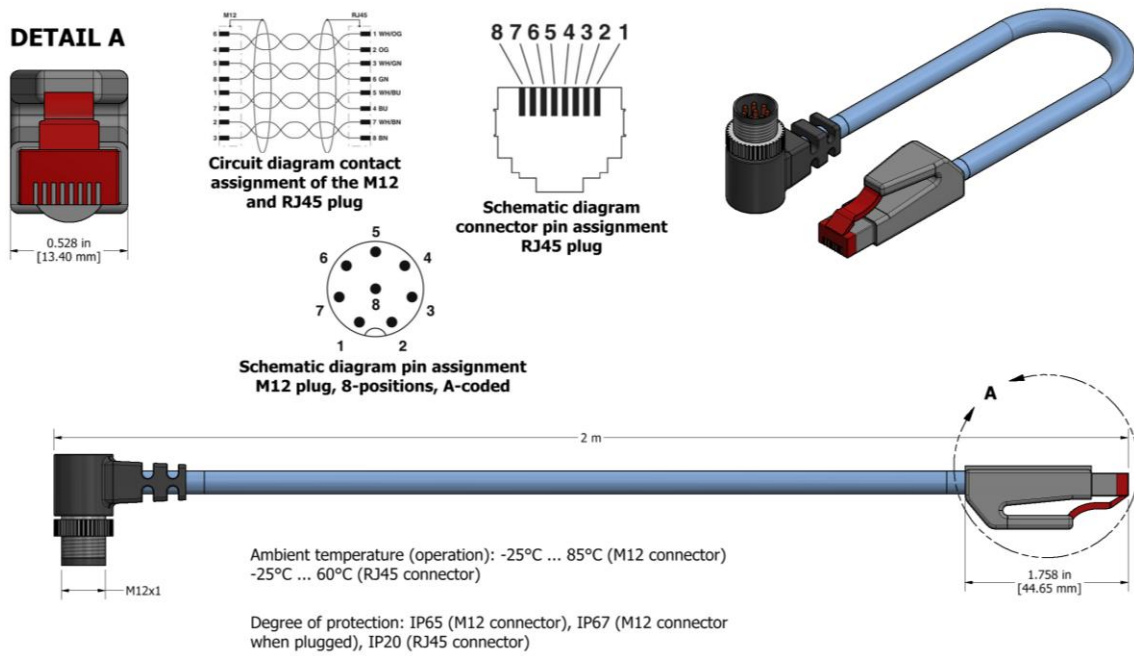 DETAIL A
0.528 in
[13.40 mm]
M12 RJ45
6 1 WH/OG
4 2 OG
5 3 WH/GN
8 6 GN
1 5 WH/BU
7 4 BU
2 7 WH/BN
3 8 BN
Circuit diagram contact
assignment of the M12
and RJ45 plug
8 7 6 5 4 3 2 1
Schematic diagram
connector pin assignment
RJ45 plug
5
6 4
8
7 3
1 2
Schematic diagram pin assignment
M12 plug, 8-positions, A-coded
A
2 m
M12x1
1.758 in
[44.65 mm]
Ambient temperature (operation): -25°C ... 85°C (M12 connector)
-25°C ... 60°C (RJ45 connector)
Degree of protection: IP65 (M12 connector), IP67 (M12 connector
when plugged), IP20 (RJ45 connector)